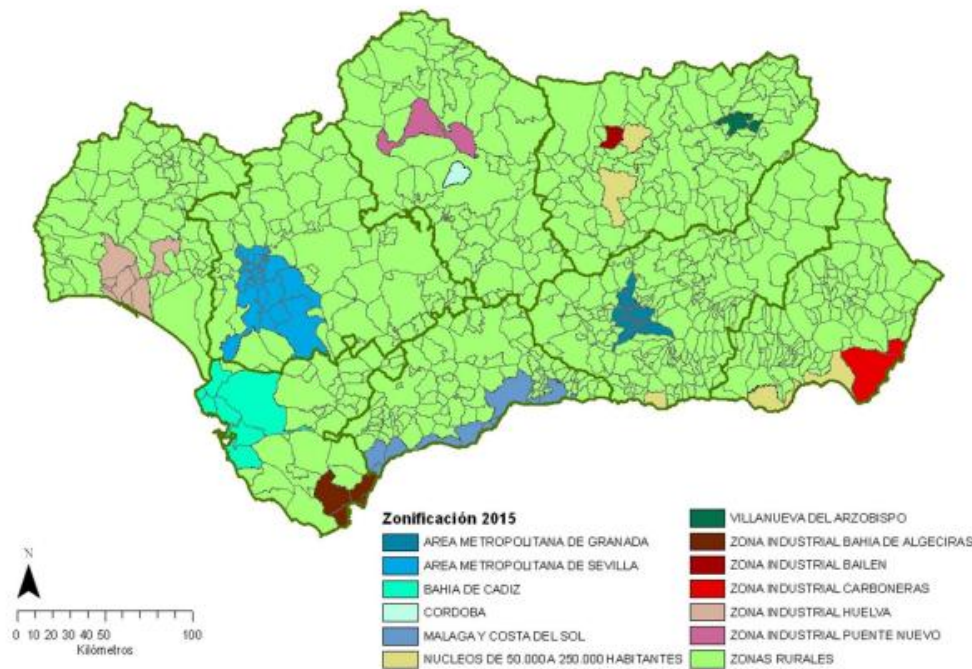 Zonificación 2015
AREA METROPOLITANA DE GRANADA
AREA METROPOLITANA DE SEVILLA
BAHIA DE CADIZ
CORDOBA
MALAGA Y COSTA DEL SOL
NUCLEOS DE 50.000 A 250.000 HABITANTES
VILLANUEVA DEL ARZOBISPO
ZONA INDUSTRIAL BAHIA DE ALGECIRAS
ZONA INDUSTRIAL BAILEN
ZONA INDUSTRIAL CARBONERAS
ZONA INDUSTRIAL HUELVA
ZONA INDUSTRIAL PUENTE NUEVO
ZONAS RURALES
N
0 10 20 30 40 50 100
Kilómetros